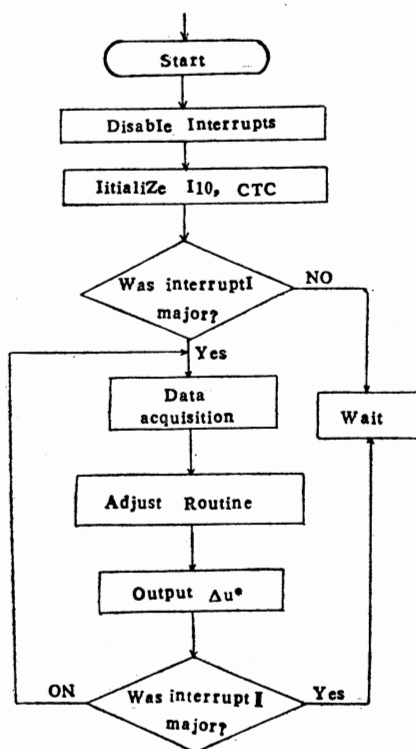 Start
DisabIe Interrupts
IitialiZe I10, CTC
Was interruptI
major?
NO
Yes
Data
acquisition
Wait
Adjust Routine
Output Δu*
ON
Was interrupt I
major?
Yes